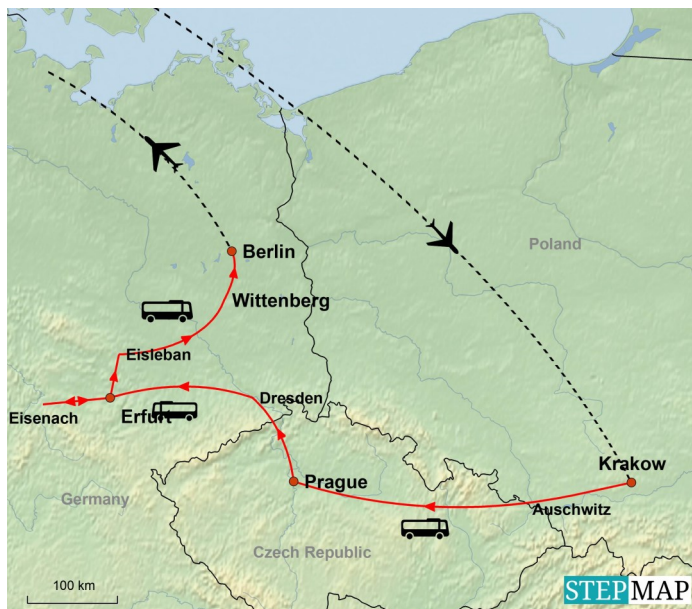 Berlin
Poland
Wittenberg
Eisleban
Dresden
Eisenach
Erfurt
Krakow
Prague
Germany
Auschwitz
Czech Republic
100 km
STEPMAP